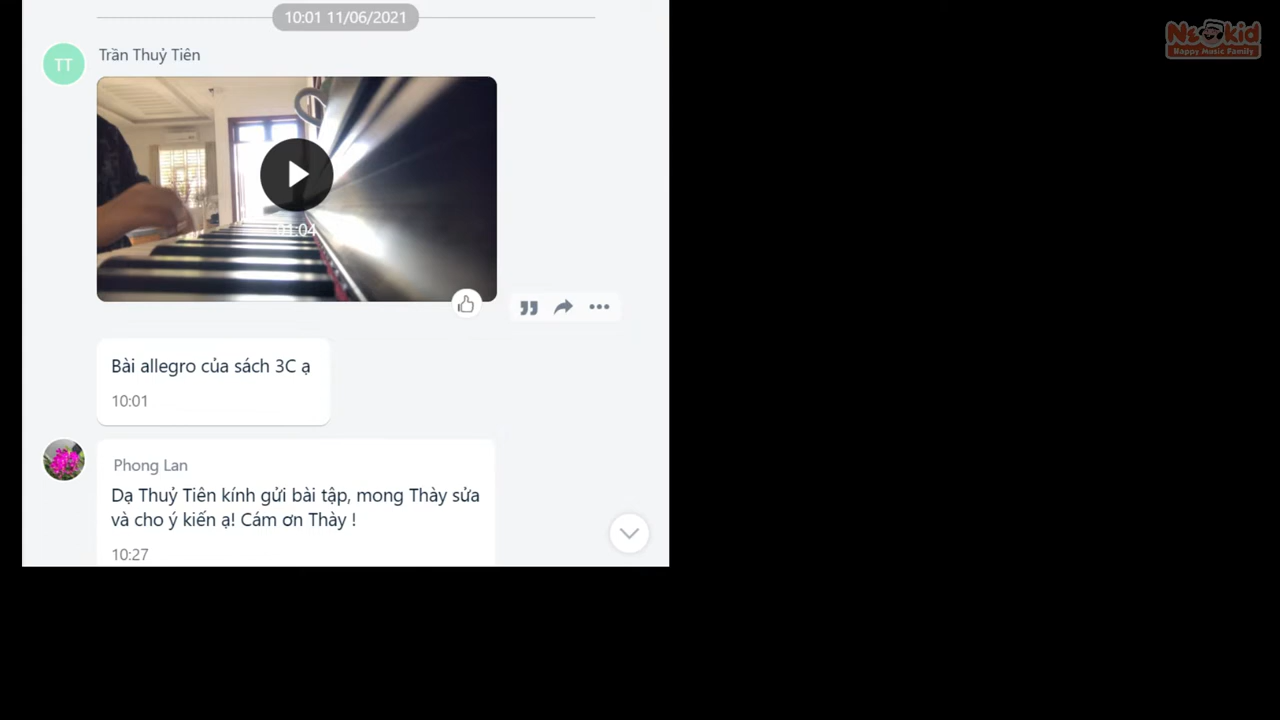 10:01 11/06/2021
Neokid
Happy Music Family
TT
Trần Thuỷ Tiên
01:04
Bài allegro của sách 3C ạ
10:01
Phong Lan
Dạ Thuỷ Tiên kính gửi bài tập, mong Thày sửa
và cho ý kiến ạ! Cám ơn Thày !
10:27